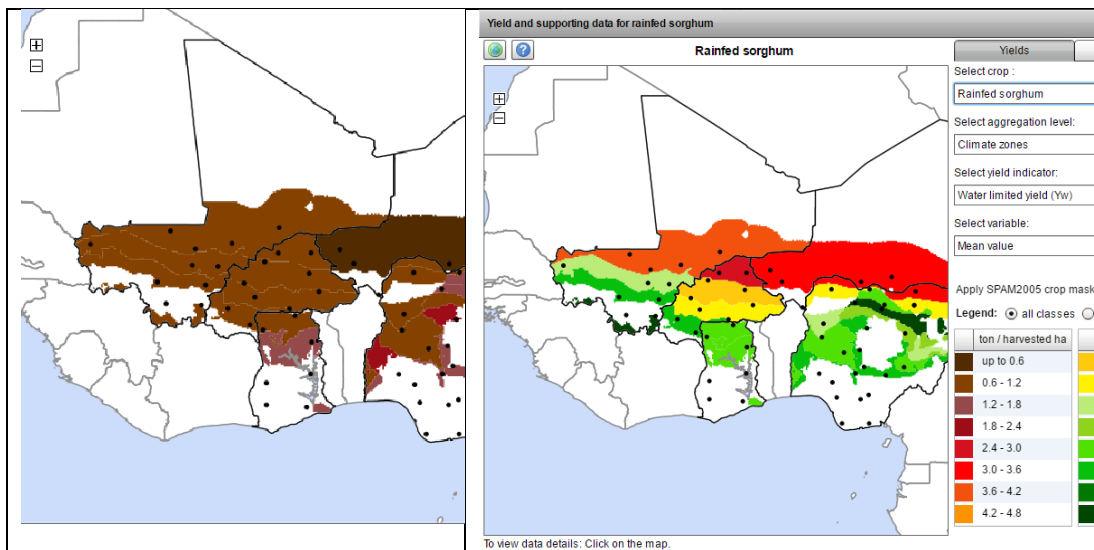 Yield and supporting data for rainfed sorghum
Rainfed sorghum
Yields
Select crop :
Rainfed sorghum
Select aggregation level:
Climate zones
Select yield indicator:
Water limited yield (Yw)
Select variable:
Mean value
Apply SPAM2005 crop mask
Legend: all classes
ton / harvested ha
up to 0.6
0.6 - 1.2
1.2 - 1.8
1.8 - 2.4
2.4 - 3.0
3.0 - 3.6
3.6 - 4.2
4.2 - 4.8
To view data details: Click on the map.